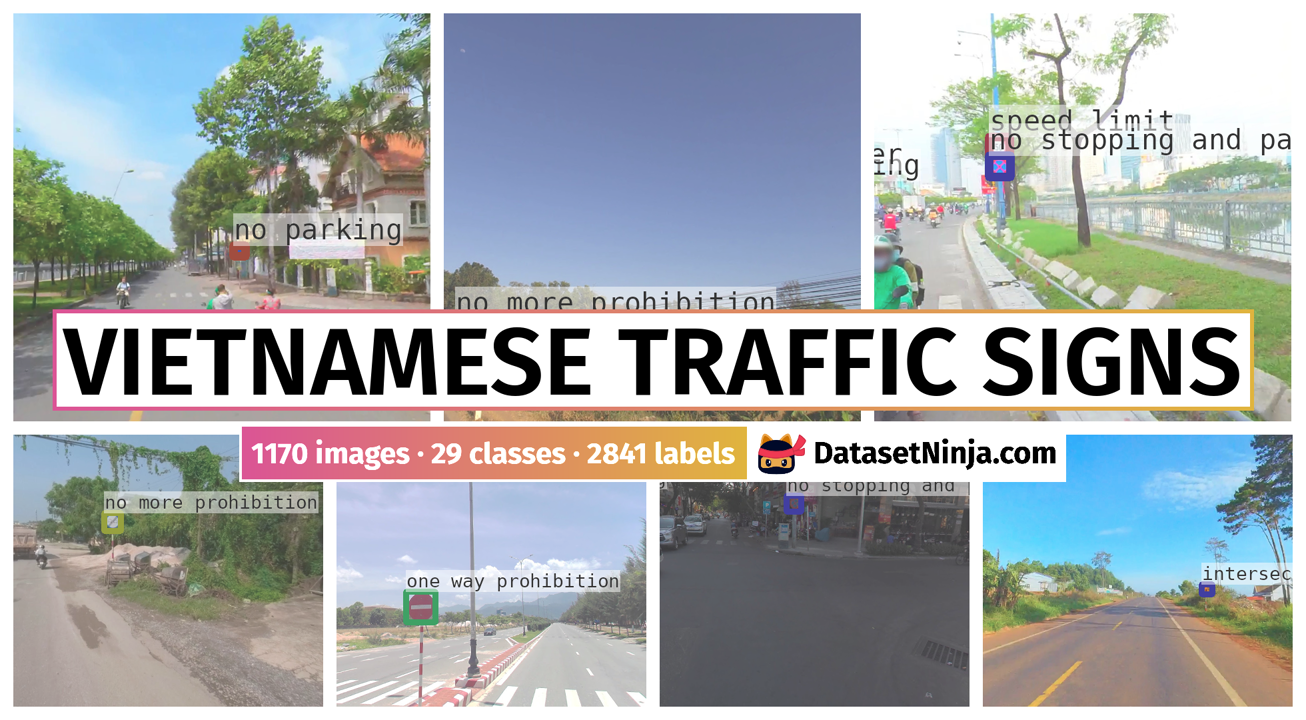 no parking
no more prohibition
speed limit
no stopping and pa
er
ing
VIETNAMESE TRAFFIC SIGNS
1170 images · 29 classes · 2841 labels
DatasetNinja.com
no more prohibition
one way prohibition
no stopping and
intersec